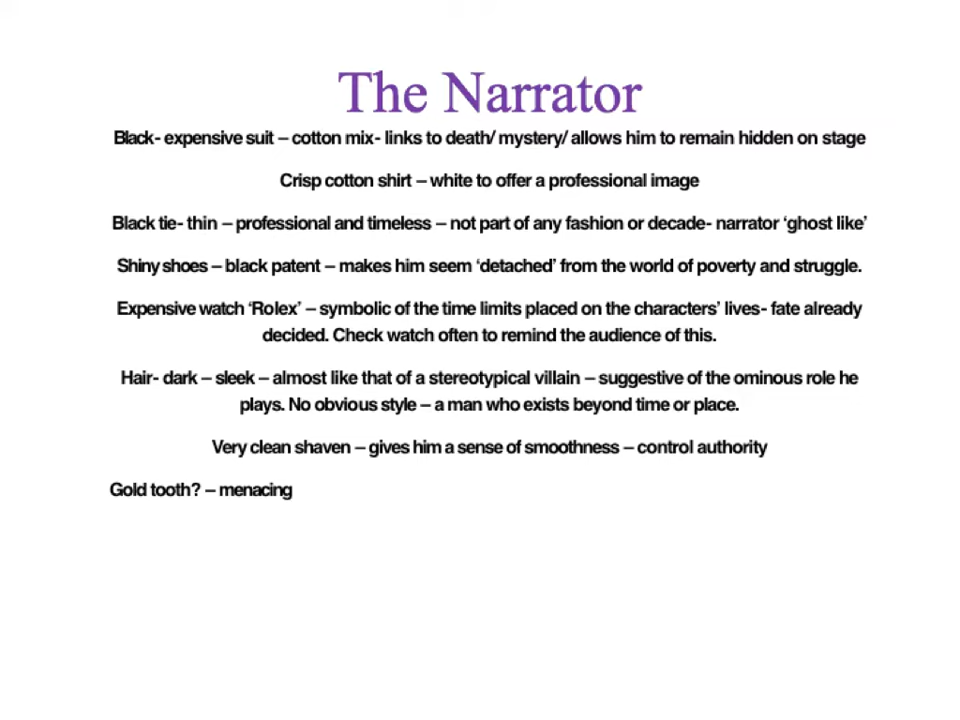 The Narrator
Black- expensive suit – cotton mix- links to death/ mystery/ allows him to remain hidden on stage
Crisp cotton shirt – white to offer a professional image
Black tie- thin – professional and timeless – not part of any fashion or decade- narrator ‘ghost like’
Shiny shoes – black patent – makes him seem ‘detached’ from the world of poverty and struggle.
Expensive watch ‘Rolex’ – symbolic of the time limits placed on the characters’ lives- fate already
decided. Check watch often to remind the audience of this.
Hair- dark – sleek – almost like that of a stereotypical villain – suggestive of the ominous role he
plays. No obvious style – a man who exists beyond time or place.
Very clean shaven – gives him a sense of smoothness – control authority
Gold tooth? – menacing